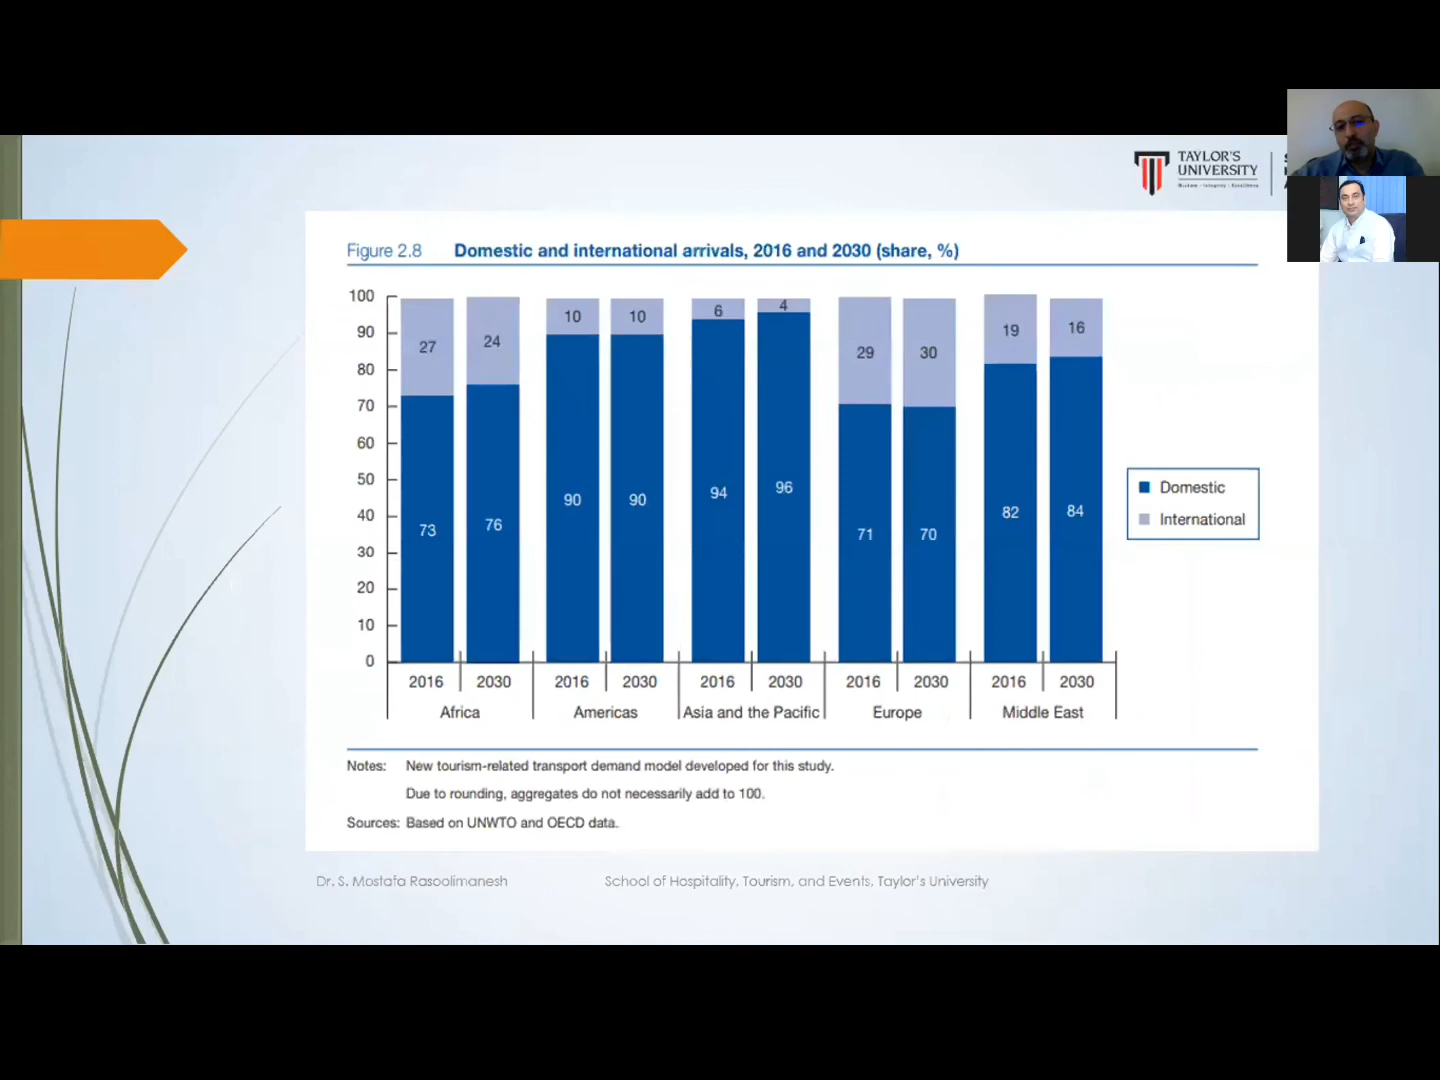 TAYLOR'S
UNIVERSITY
Wisdom · Integrity · Excellence
Figure 2.8 Domestic and international arrivals, 2016 and 2030 (share, %)
100
90
80
70
60
50
40
30
20
10
0
27 24 10 10 6 4 29 30 19 16
73 76 90 90 94 96 71 70 82 84
Domestic
International
2016 2030 2016 2030 2016 2030 2016 2030 2016 2030
Africa Americas Asia and the Pacific Europe Middle East
Notes: New tourism-related transport demand model developed for this study.
Due to rounding, aggregates do not necessarily add to 100.
Sources: Based on UNWTO and OECD data.
Dr. S. Mostafa Rasoolimanesh School of Hospitality, Tourism, and Events, Taylor's University